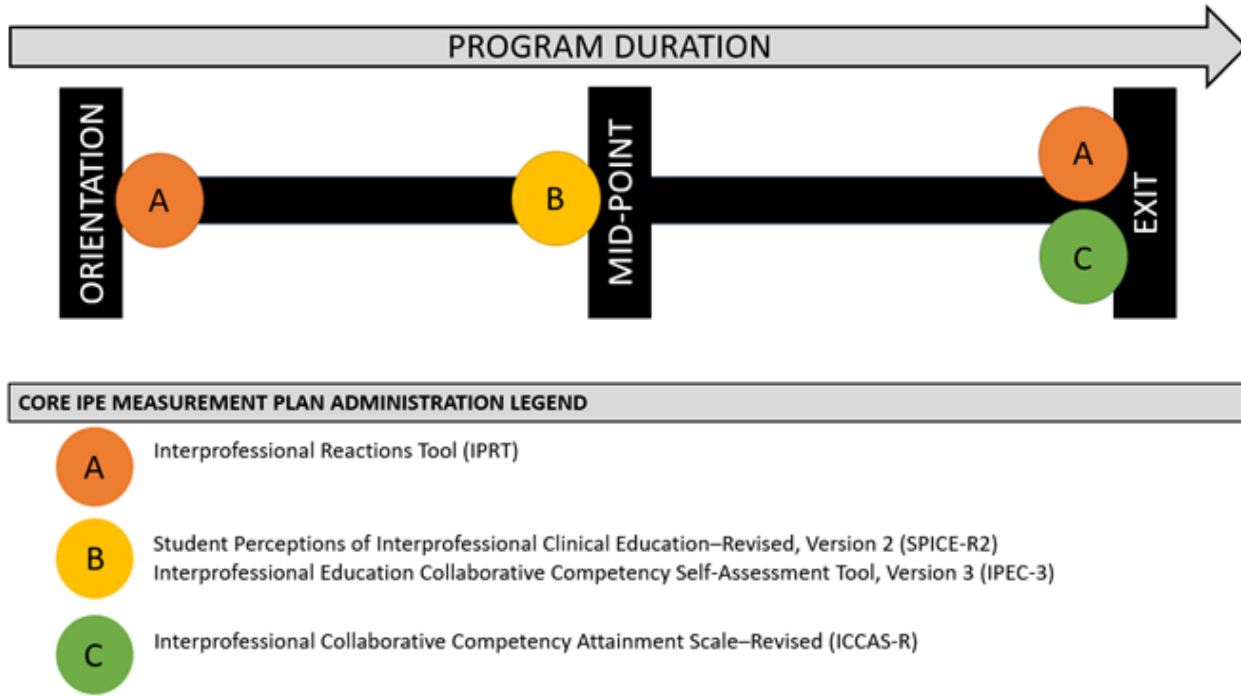 PROGRAM DURATION
ORIENTATION
A
B
MID-POINT
A
C
EXIT
CORE IPE MEASUREMENT PLAN ADMINISTRATION LEGEND
A
Interprofessional Reactions Tool (IPRT)
B
Student Perceptions of Interprofessional Clinical Education–Revised, Version 2 (SPICE-R2)
Interprofessional Education Collaborative Competency Self-Assessment Tool, Version 3 (IPEC-3)
C
Interprofessional Collaborative Competency Attainment Scale–Revised (ICCAS-R)